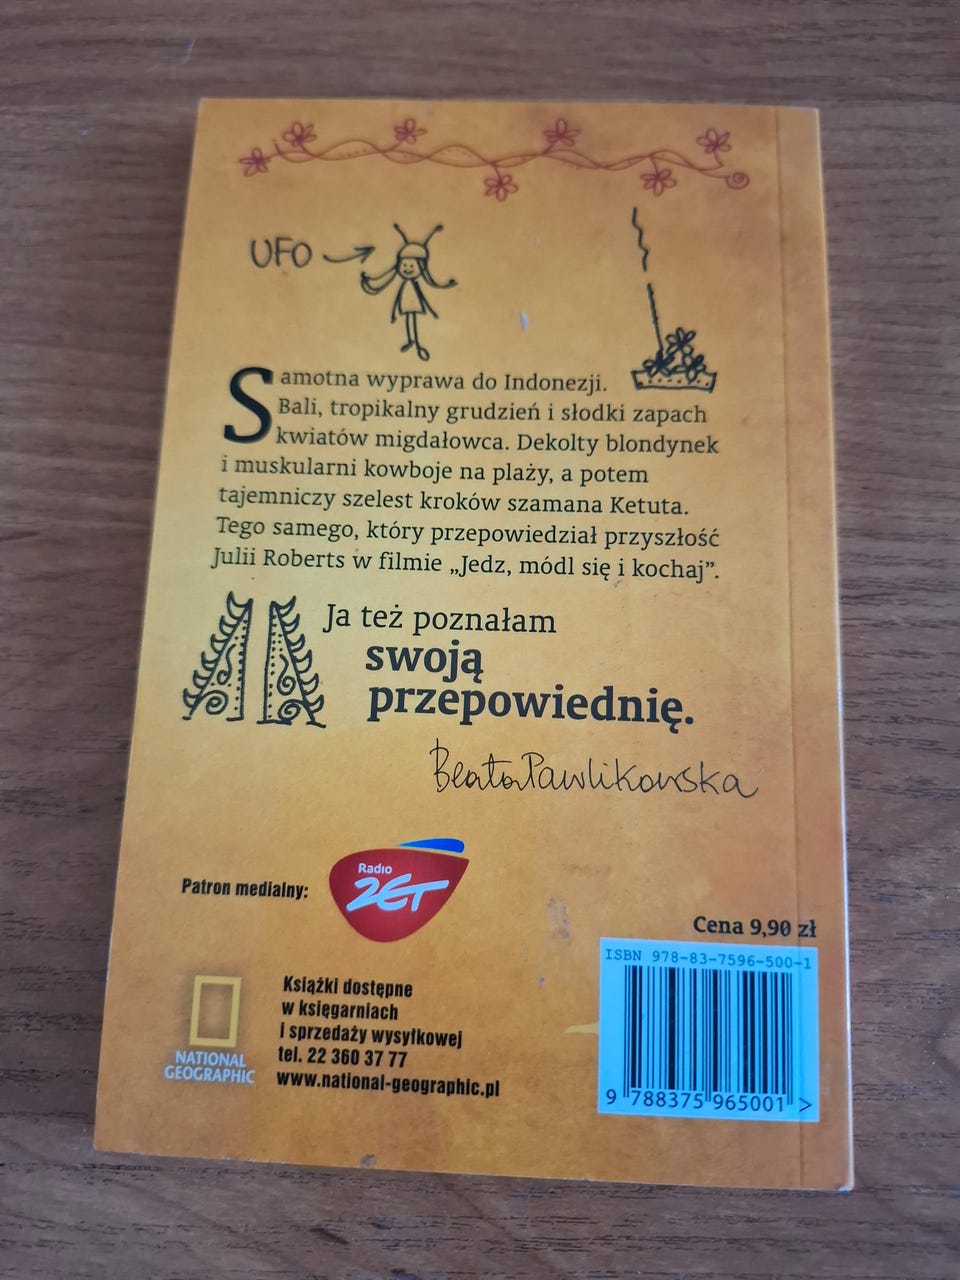 UFO
Samotna wyprawa do Indonezji.
Bali, tropikalny grudzień i słodki zapach
kwiatów migdałowca. Dekolty blondynek
i muskularni kowboje na plaży, a potem
tajemniczy szelest kroków szamana Ketuta.
Tego samego, który przepowiedział przyszłość
Julii Roberts w filmie „Jedz, módl się i kochaj”.
Ja też poznałam
swoją
przepowiednię.
Beata Pawlikowska
Patron medialny:
Radio
ZET
Cena 9,90 zł
ISBN 978-83-7596-500-1
9 788375 965001 >
NATIONAL
GEOGRAPHIC
Książki dostępne
w księgarniach
i sprzedaży wysyłkowej
tel. 22 360 37 77
www.national-geographic.pl